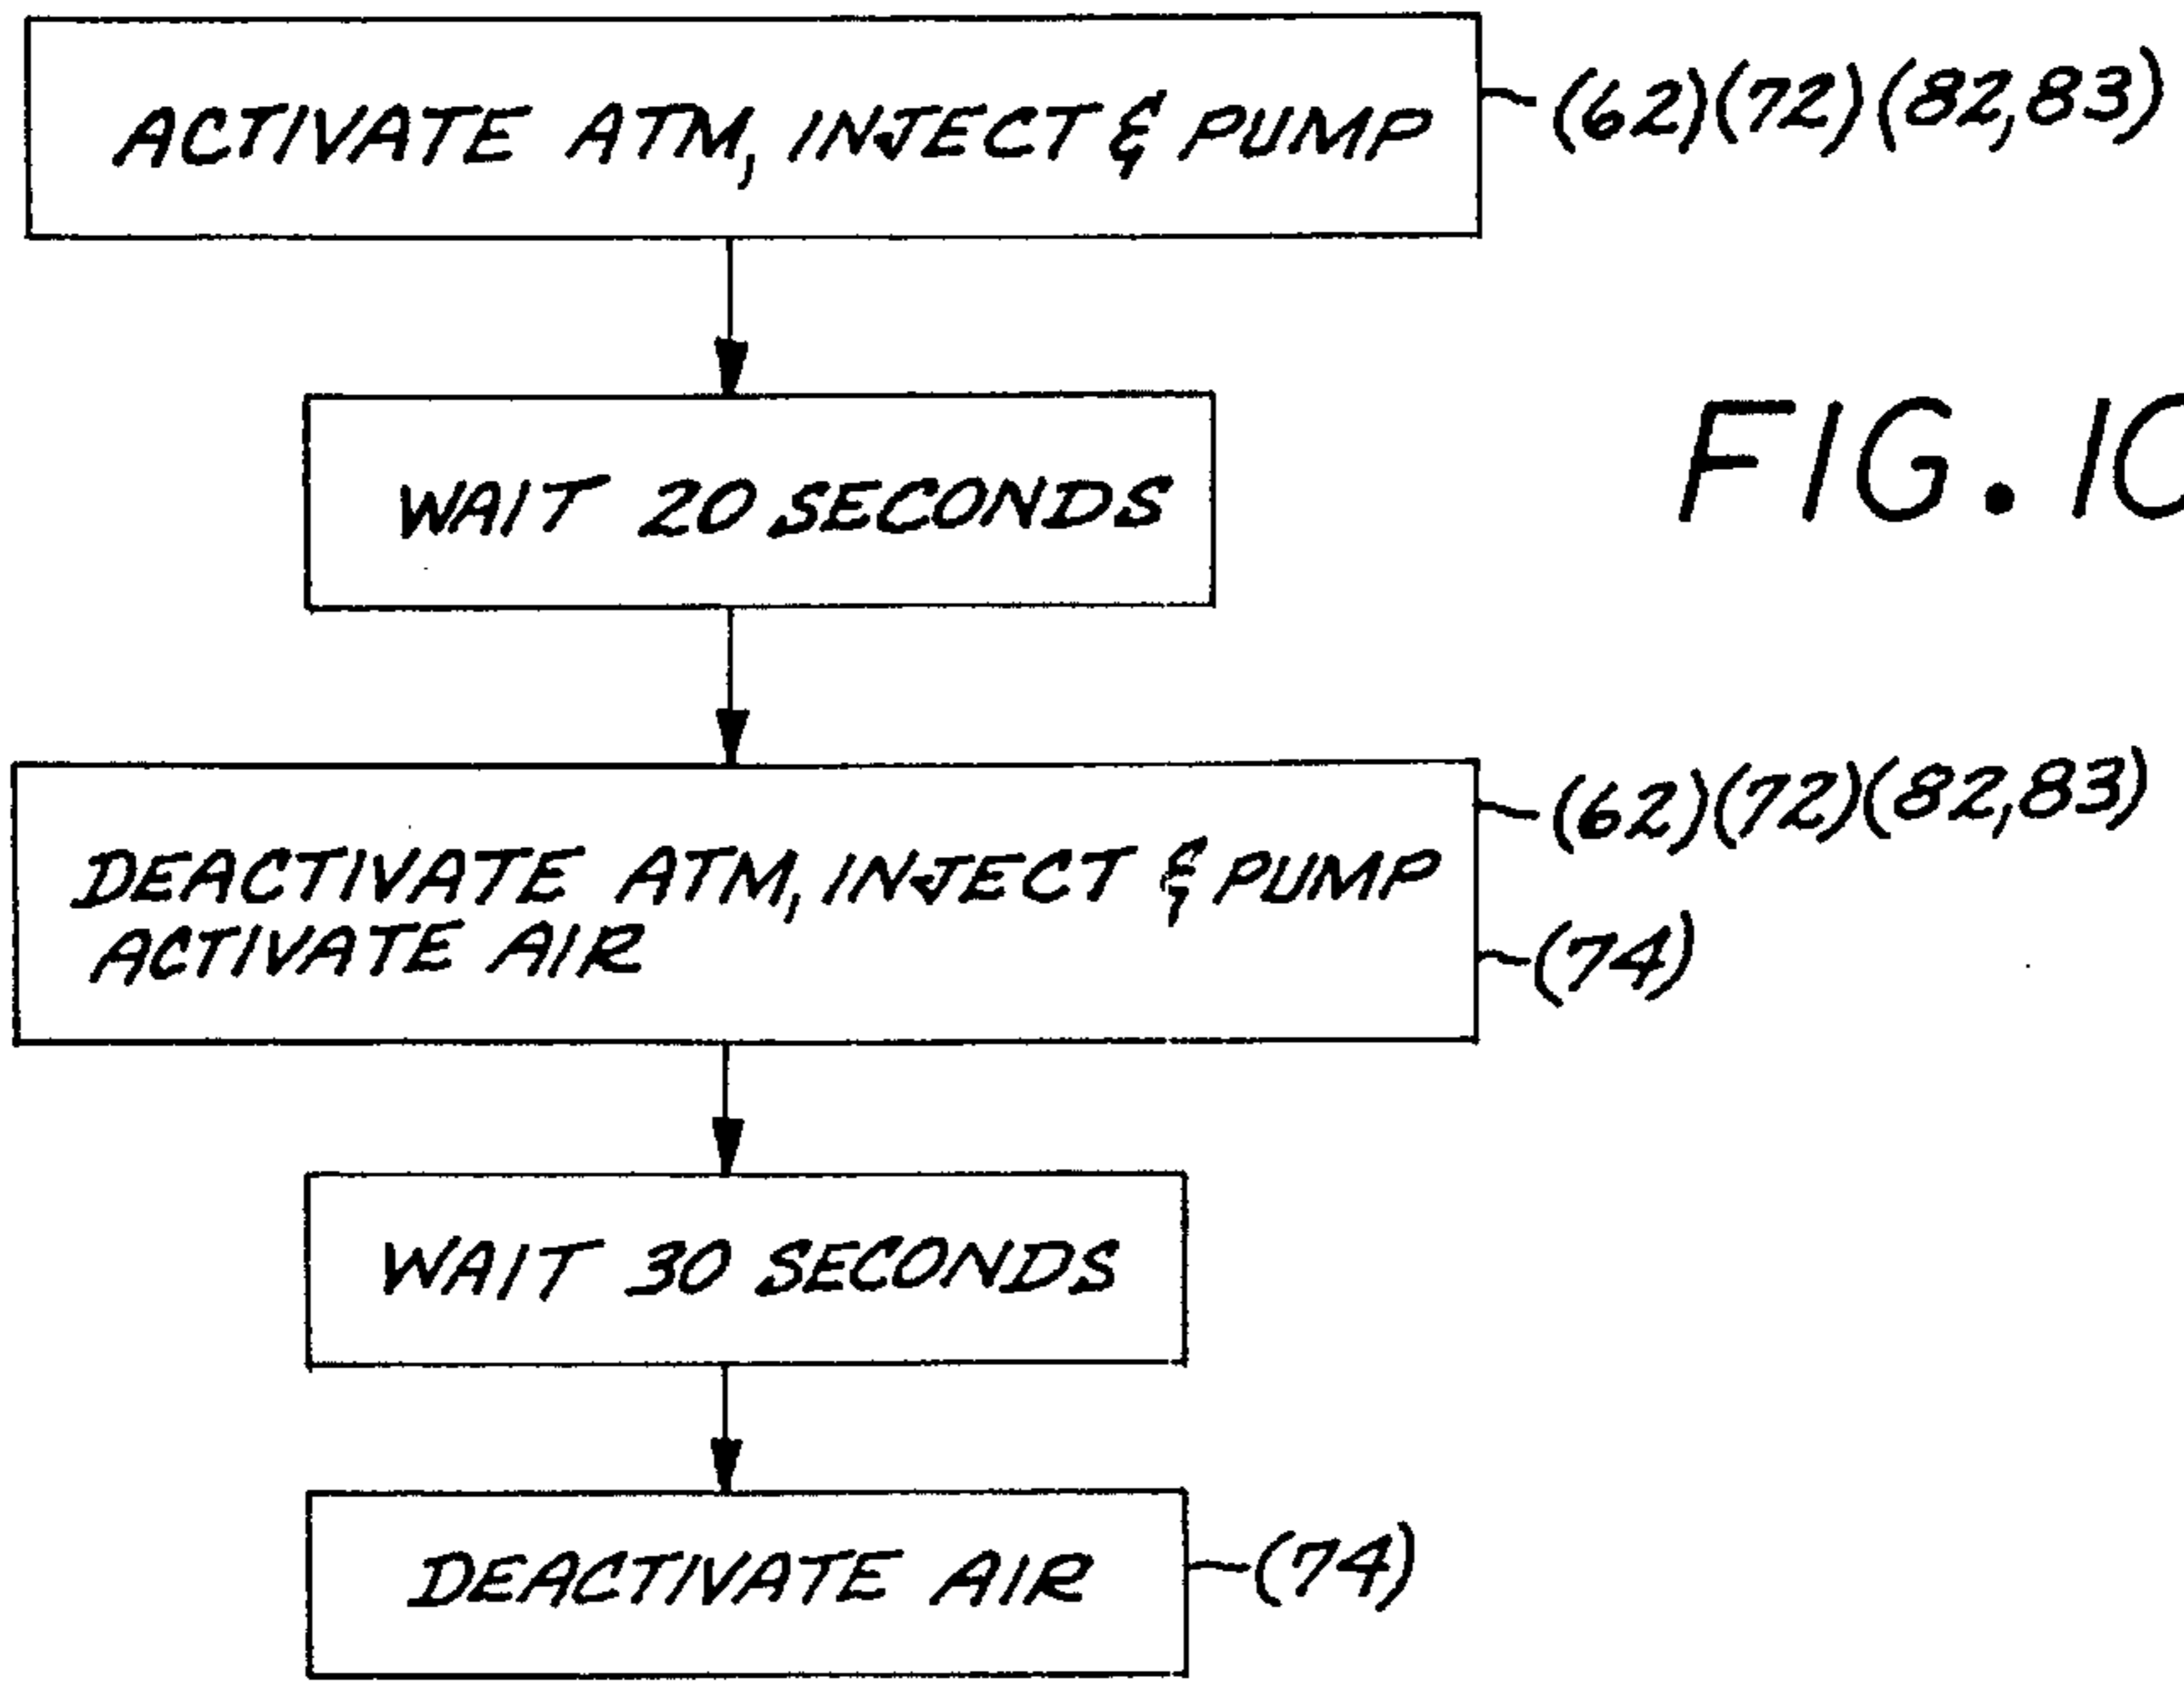 ACTIVATE ATM, INJECT & PUMP
(62)(72)(82,83)
WAIT 20 SECONDS
FIG.
DEACTIVATE ATM, INJECT & PUMP
(62)(72)(82,83)
ACTIVATE AIR
(74)
WAIT 30 SECONDS
DEACTIVATE AIR
(74)